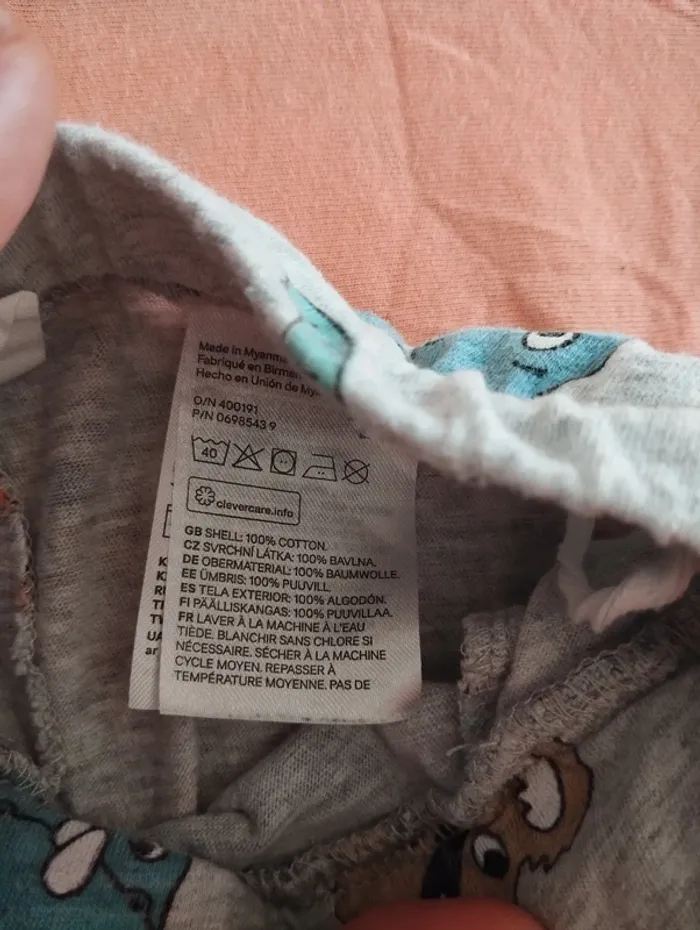 Made in
Fabriqué en
Hecho en Unión de
O/N 400191
P/N 0698543 9
40
clevercare.info
GB SHELL: 100% COTTON.
CZ SVRCHNÍ LÁTKA: 100% BAVLNA.
DE OBERMATERIAL: 100% BAUMWOLLE.
EE ÜMBRIS: 100% PUUVILL.
ES TELA EXTERIOR: 100% ALGODÓN.
FI PÄÄLLISKANGAS: 100% PUUVILLAA.
FR LAVER À LA MACHINE À L'EAU
TIÈDE. BLANCHIR SANS CHLORE SI
NÉCESSAIRE. SÉCHER À LA MACHINE
CYCLE MOYEN. REPASSER À
TEMPÉRATURE MOYENNE. PAS DE
UA
ar